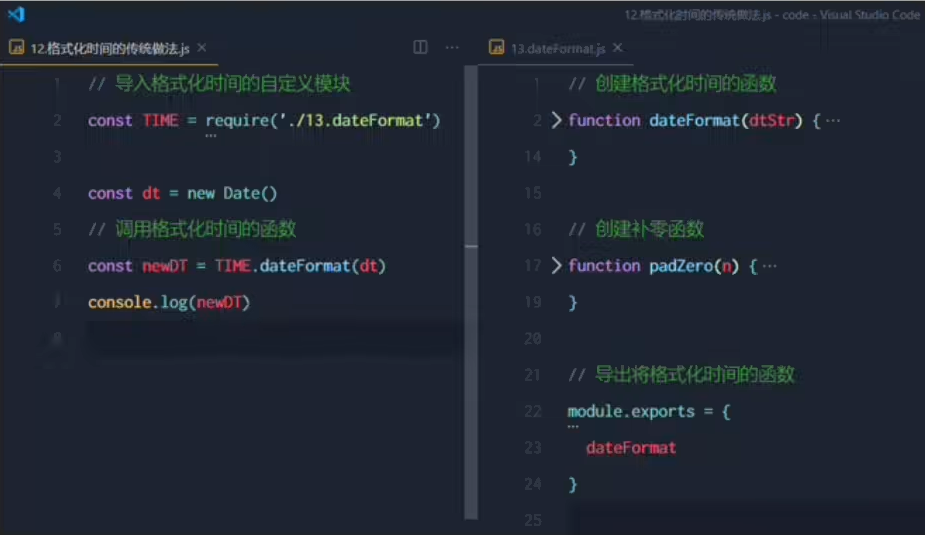 12.格式化时间的传统做法.js - code - Visual Studio Code
12.格式化时间的传统做法.js ×
1 // 导入格式化时间的自定义模块
2 const TIME = require('./13.dateFormat')
3
4 const dt = new Date()
5 // 调用格式化时间的函数
6 const newDT = TIME.dateFormat(dt)
7 console.log(newDT)
8
13.dateFormat.js ×
1 // 创建格式化时间的函数
2 function dateFormat(dtStr) { ···
14 }
15
16 // 创建补零函数
17 function padZero(n) { ···
19 }
20
21 // 导出将格式化时间的函数
22 module.exports = {
23 dateFormat
24 }
25